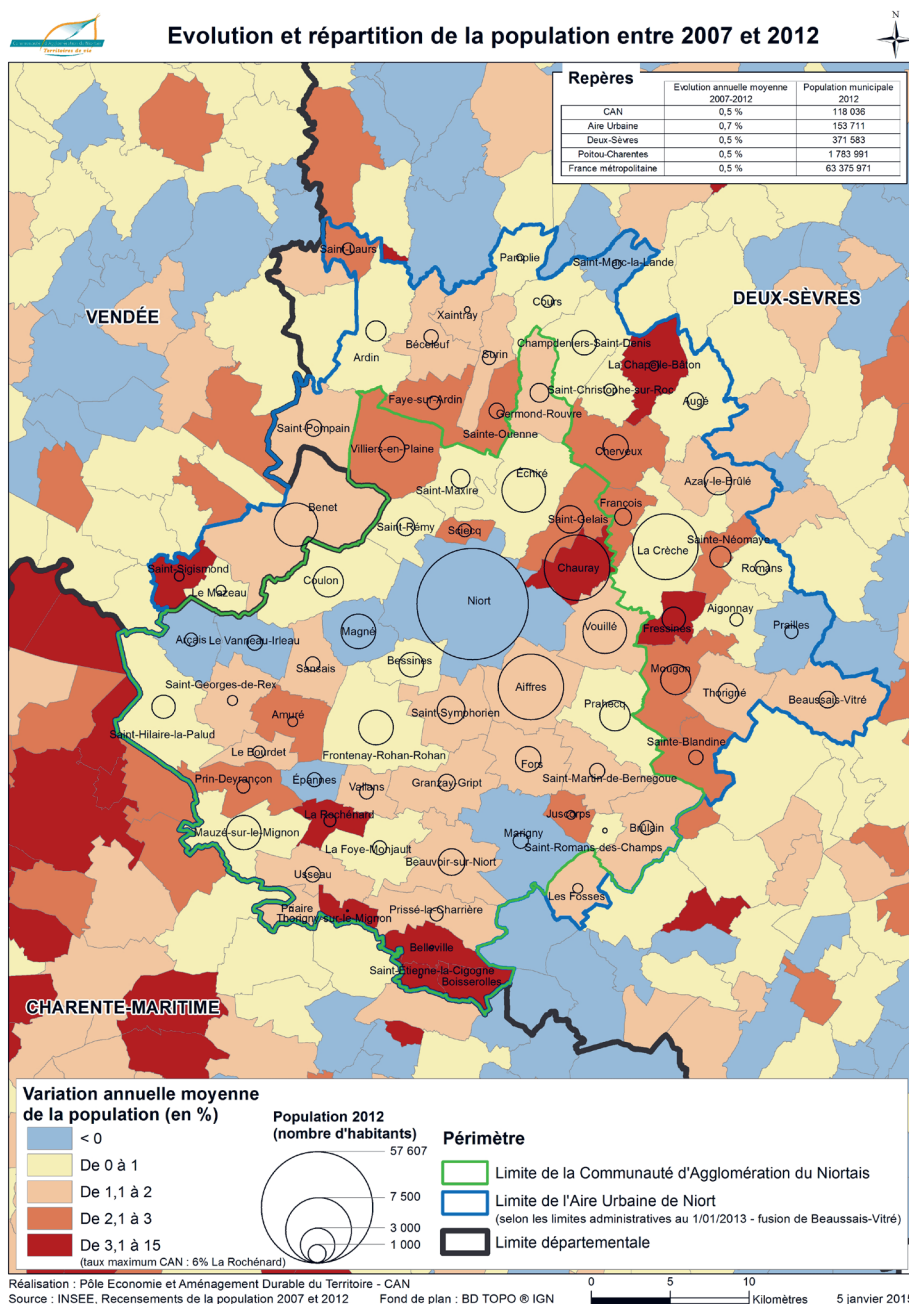 Territoires de vie
Evolution et répartition de la population entre 2007 et 2012
N
Repères
Evolution annuelle moyenne 2007-2012
Population municipale 2012
CAN 0,5 % 118 036
Aire Urbaine 0,7 % 153 711
Deux-Sèvres 0,5 % 371 583
Poitou-Charentes 0,5 % 1 783 991
France métropolitaine 0,5 % 63 375 971
VENDÉE
DEUX-SÈVRES
CHARENTE-MARITIME
Saint-Laurs
Pamplie
Saint-Marc-la-Lande
Xaintray
Cours
Ardin
Béceleuf
Surin
Champdeniers-Saint-Denis
La Chapelle-Bâton
Saint-Christophe-sur-Roc
Augé
Faye-sur-Ardin
Germond-Rouvre
Sainte-Ouenne
Saint-Pompain
Villiers-en-Plaine
Cherveux
Saint-Maxire
Echiré
Azay-le-Brûlé
Benet
Saint-Rémy
Sciecq
Saint-Gelais
François
La Crèche
Sainte-Néomaye
Romans
Saint-Sigismond
Le Mazeau
Coulon
Chauray
Niort
Aigonnay
Prailles
Fressines
Arçais
Le Vanneau-Irleau
Magné
Vouillé
Sansais
Bessines
Mougon
Thorigné
Beaussais-Vitré
Aiffres
Saint-Georges-de-Rex
Amuré
Saint-Symphorien
Prahecq
Saint-Hilaire-la-Palud
Frontenay-Rohan-Rohan
Sainte-Blandine
Le Bourdet
Fors
Saint-Martin-de-Bernegoue
Prin-Deyrançon
Épannes
Vallans
Granzay-Gript
La Rochénard
Juscorps
Brûlain
Mauzé-sur-le-Mignon
La Foye-Monjault
Marigny
Saint-Romans-des-Champs
Beauvoir-sur-Niort
Usseau
Les Fosses
Priaire
Thorigny-sur-le-Mignon
Prissé-la-Charrière
Belleville
Saint-Etienne-la-Cigogne
Boisserolles
Variation annuelle moyenne
de la population (en %)
< 0
De 0 à 1
De 1,1 à 2
De 2,1 à 3
De 3,1 à 15
(taux maximum CAN : 6% La Rochénard)
Population 2012
(nombre d'habitants)
57 607
7 500
3 000
1 000
Périmètre
Limite de la Communauté d'Agglomération du Niortais
Limite de l'Aire Urbaine de Niort
(selon les limites administratives au 1/01/2013 - fusion de Beaussais-Vitré)
Limite départementale
Réalisation : Pôle Economie et Aménagement Durable du Territoire - CAN
0 5 10
Kilomètres
Source : INSEE, Recensements de la population 2007 et 2012 Fond de plan : BD TOPO ® IGN
5 janvier 2015